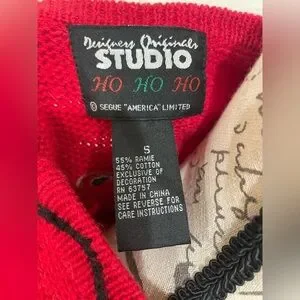 Designers Originals
STUDIO
HO HO HO
© SEGUE "AMERICA" LIMITED
S
55% RAMIE
45% COTTON
EXCLUSIVE OF
DECORATION
RN 63757
MADE IN CHINA
SEE REVERSE FOR
CARE INSTRUCTIONS